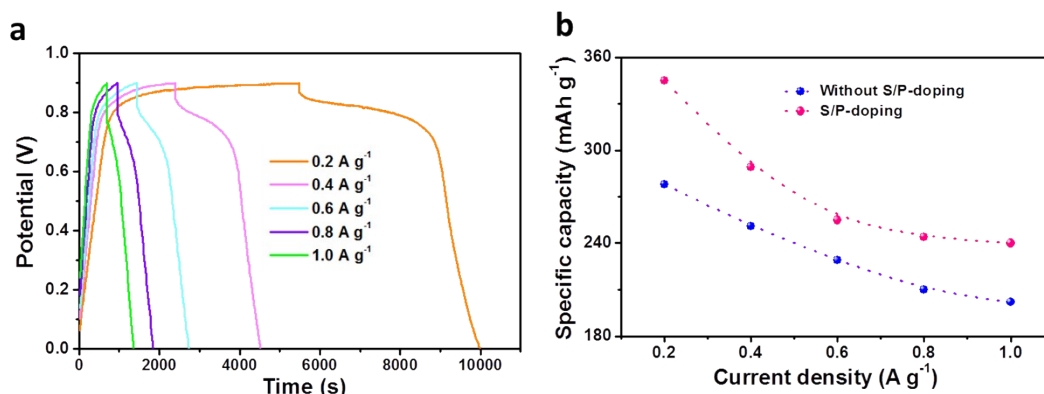 a
1.0
0.8
0.6
0.4
0.2
0.0
Potential (V)
0.2 A g⁻¹
0.4 A g⁻¹
0.6 A g⁻¹
0.8 A g⁻¹
1.0 A g⁻¹
0 2000 4000 6000 8000 10000
Time (s)
b
360
300
240
180
Specific capacity (mAh g⁻¹)
Without S/P-doping
S/P-doping
0.2 0.4 0.6 0.8 1.0
Current density (A g⁻¹)